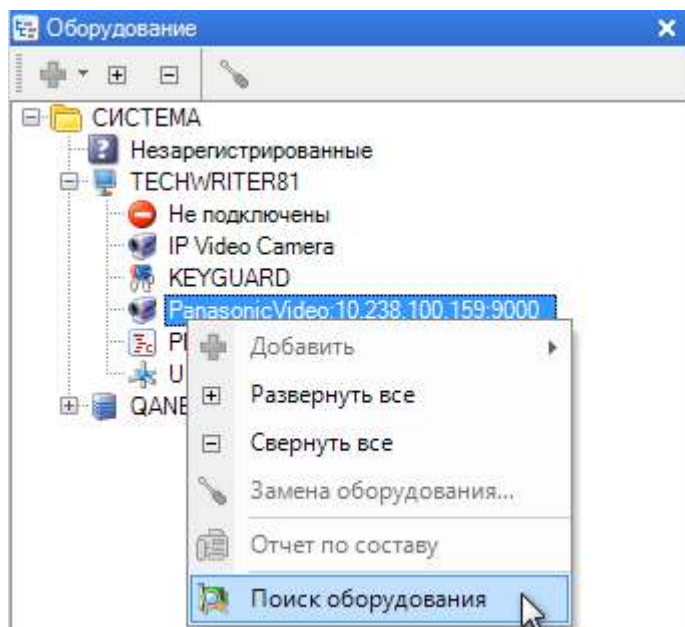 Оборудование
СИСТЕМА
Незарегистрированные
TECHWRITER81
Не подключены
IP Video Camera
KEYGUARD
PanasonicVideo:10.238.100.159:9000
Добавить
Развернуть все
Свернуть все
Замена оборудования...
Отчет по составу
Поиск оборудования